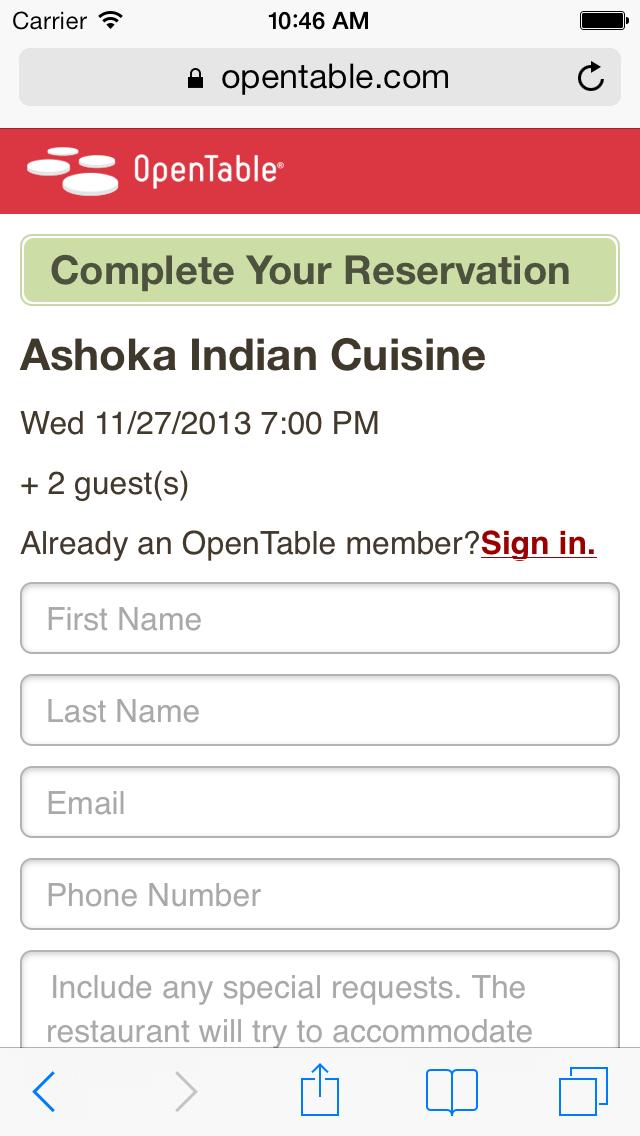 Carrier 10:46 AM
opentable.com
OpenTable®
Complete Your Reservation
Ashoka Indian Cuisine
Wed 11/27/2013 7:00 PM
+ 2 guest(s)
Already an OpenTable member?Sign in.
First Name
Last Name
Email
Phone Number
Include any special requests. The
restaurant will try to accommodate